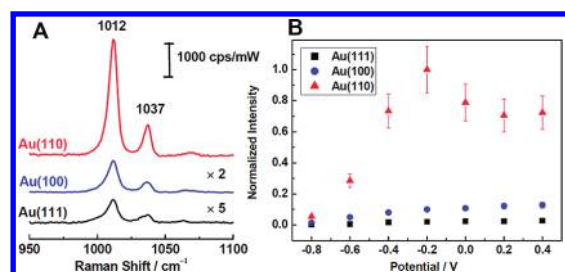 A
1012
1000 cps/mW
1037
Au(110)
Au(100)
× 2
Au(111)
× 5
950 1000 1050 1100
Raman Shift / cm⁻¹
B
Au(111)
Au(100)
Au(110)
Normalized Intensity
1.0
0.8
0.6
0.4
0.2
0.0
-0.8 -0.6 -0.4 -0.2 0.0 0.2 0.4
Potential / V